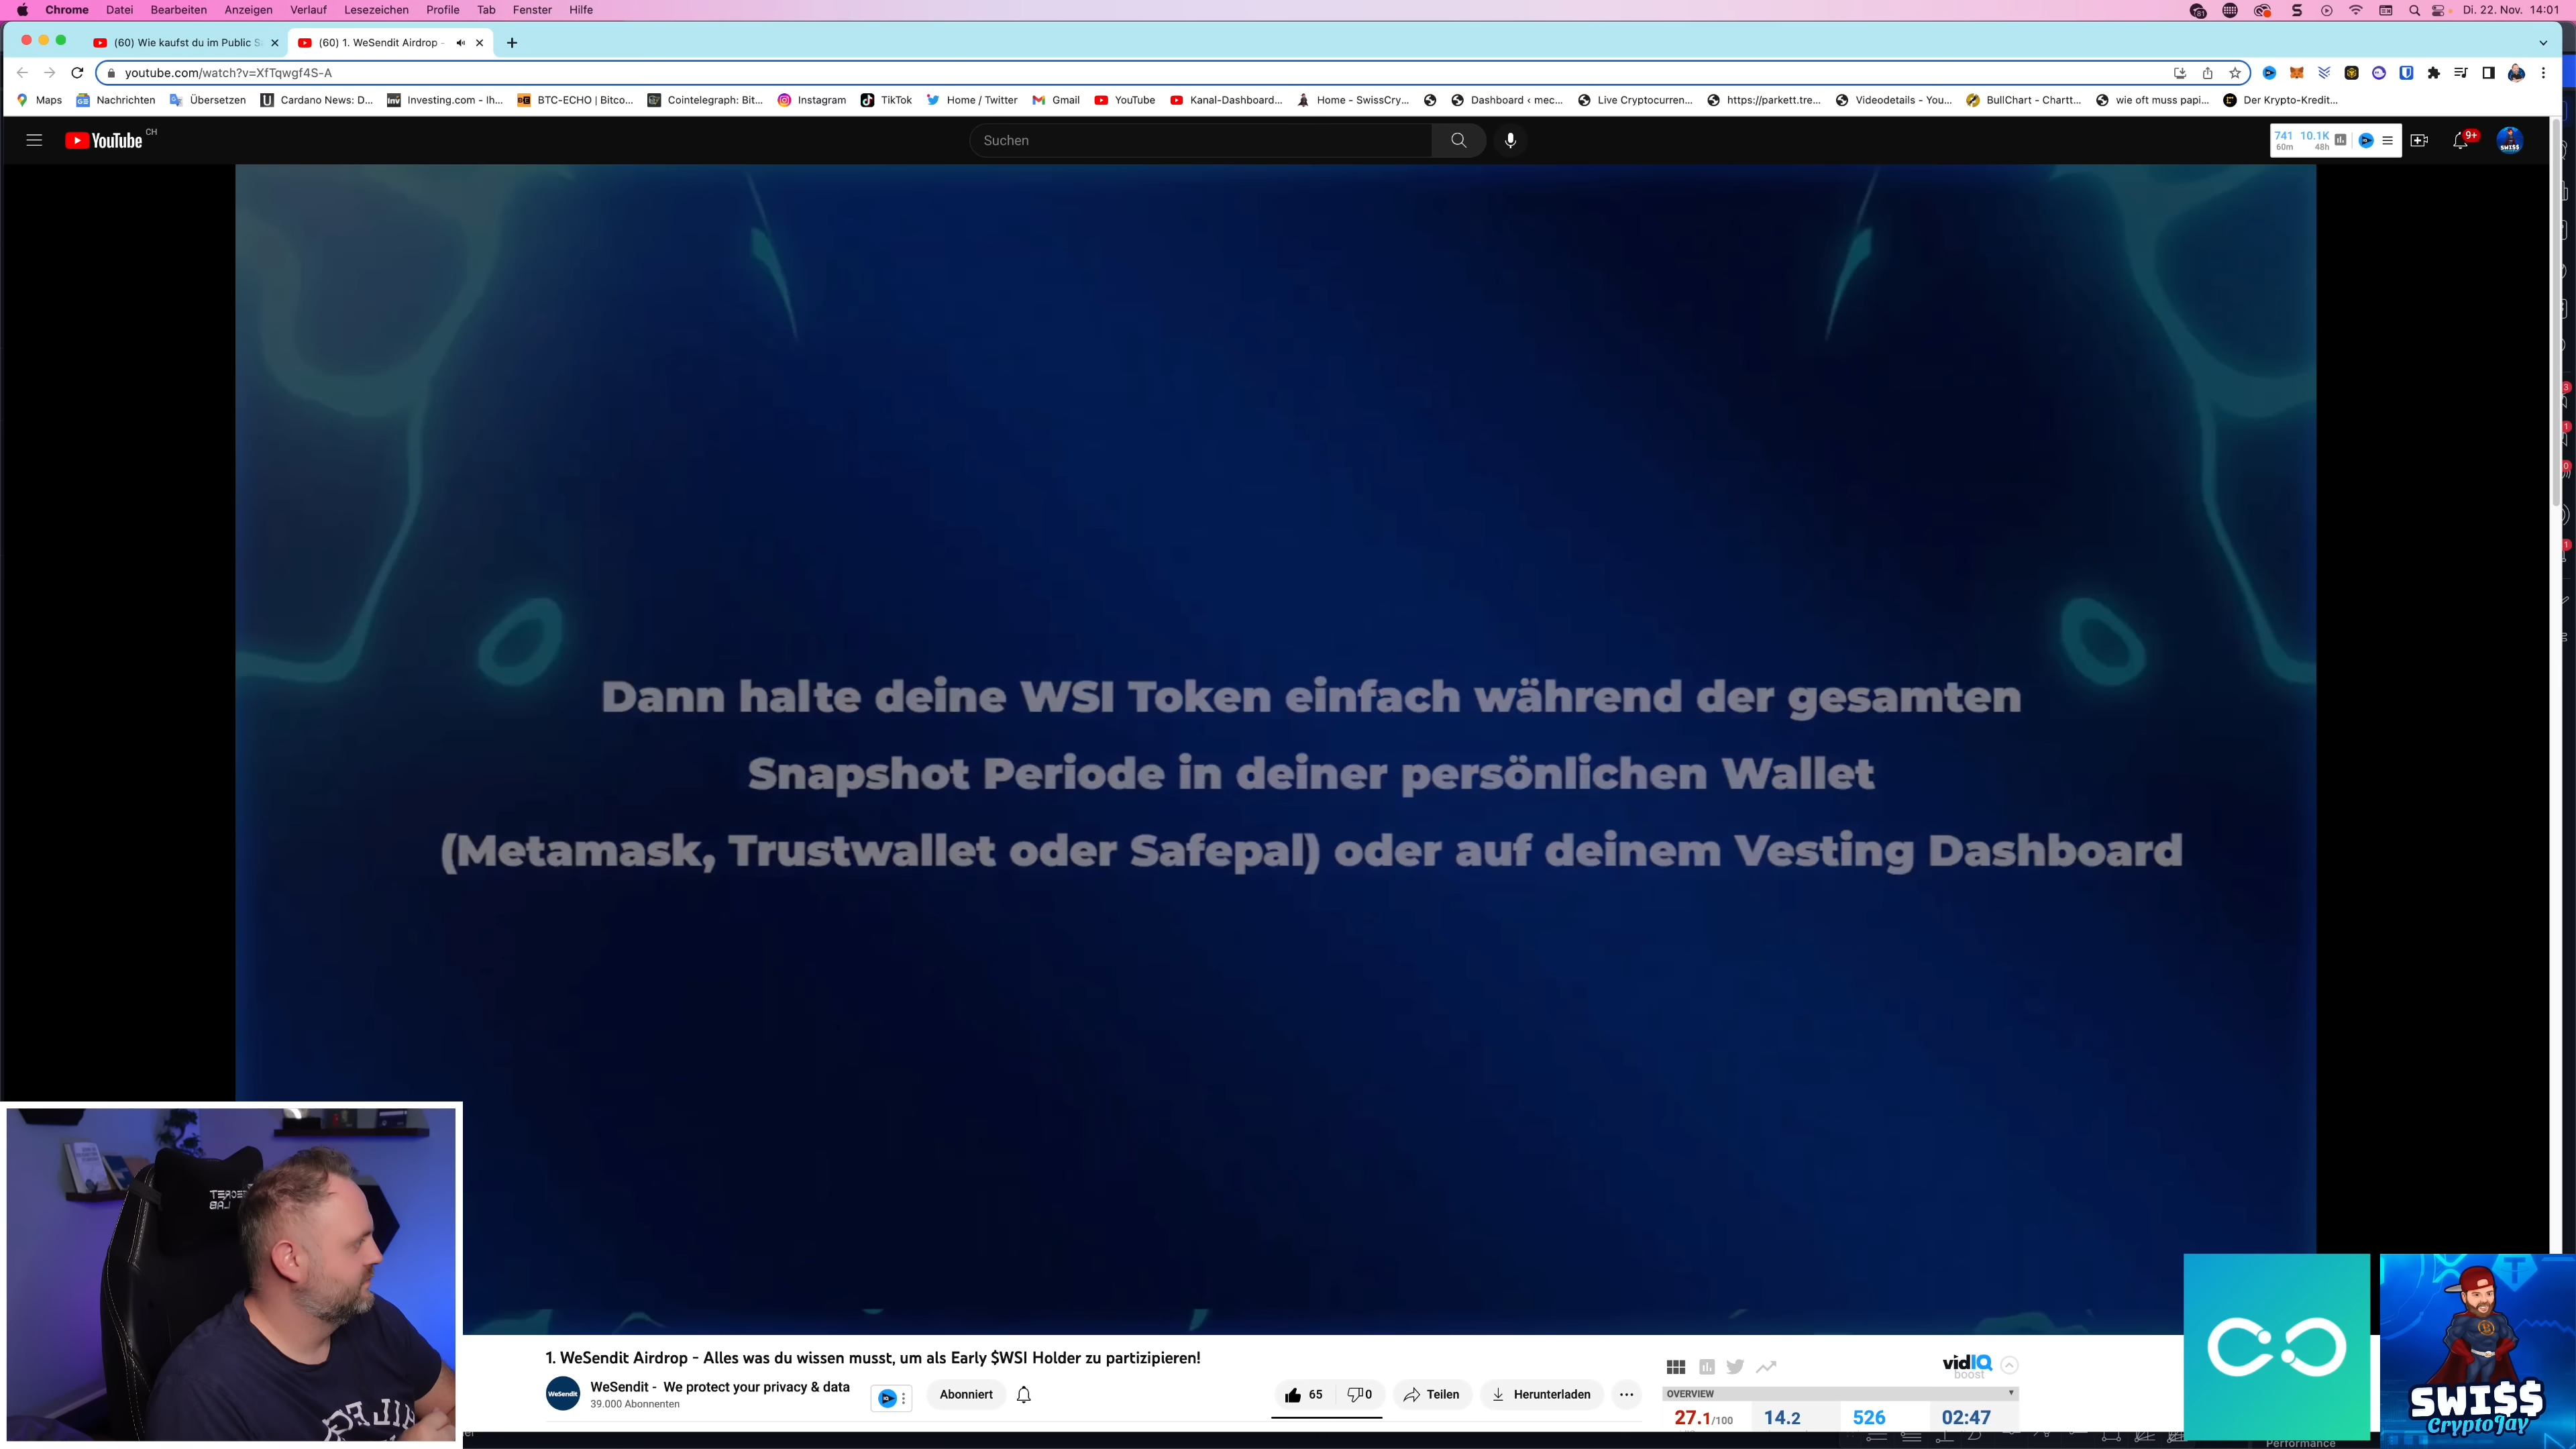 Chrome Datei Bearbeiten Anzeigen Verlauf Lesezeichen Profile Tab Fenster Hilfe Di. 22. Nov. 14:01
(60) Wie kaufst du im Public S (60) 1. WeSendit Airdrop -
youtube.com/watch?v=XfTqwgf4S-A
Maps Nachrichten Übersetzen Cardano News: D... Investing.com - Ih... BTC-ECHO | Bitco... Cointelegraph: Bit... Instagram TikTok Home / Twitter Gmail YouTube Kanal-Dashboard... Home - SwissCry... Dashboard ‹ mec... Live Cryptocurren... https://parkett.tre... Videodetails - You... BullChart - Chartt... wie oft muss papi... Der Krypto-Kredit...
YouTube CH Suchen 741 10.1K 9+
60m 48h
Dann halte deine WSI Token einfach während der gesamten
Snapshot Periode in deiner persönlichen Wallet
(Metamask, Trustwallet oder Safepal) oder auf deinem Vesting Dashboard
1. WeSendit Airdrop - Alles was du wissen musst, um als Early $WSI Holder zu partizipieren!
WeSendit - We protect your privacy & data
39.000 Abonnenten
Abonniert 65 0 Teilen Herunterladen
vidIQ
boost
OVERVIEW
27.1/100 14.2 526 02:47
SWI$$
CryptoJay
Performance